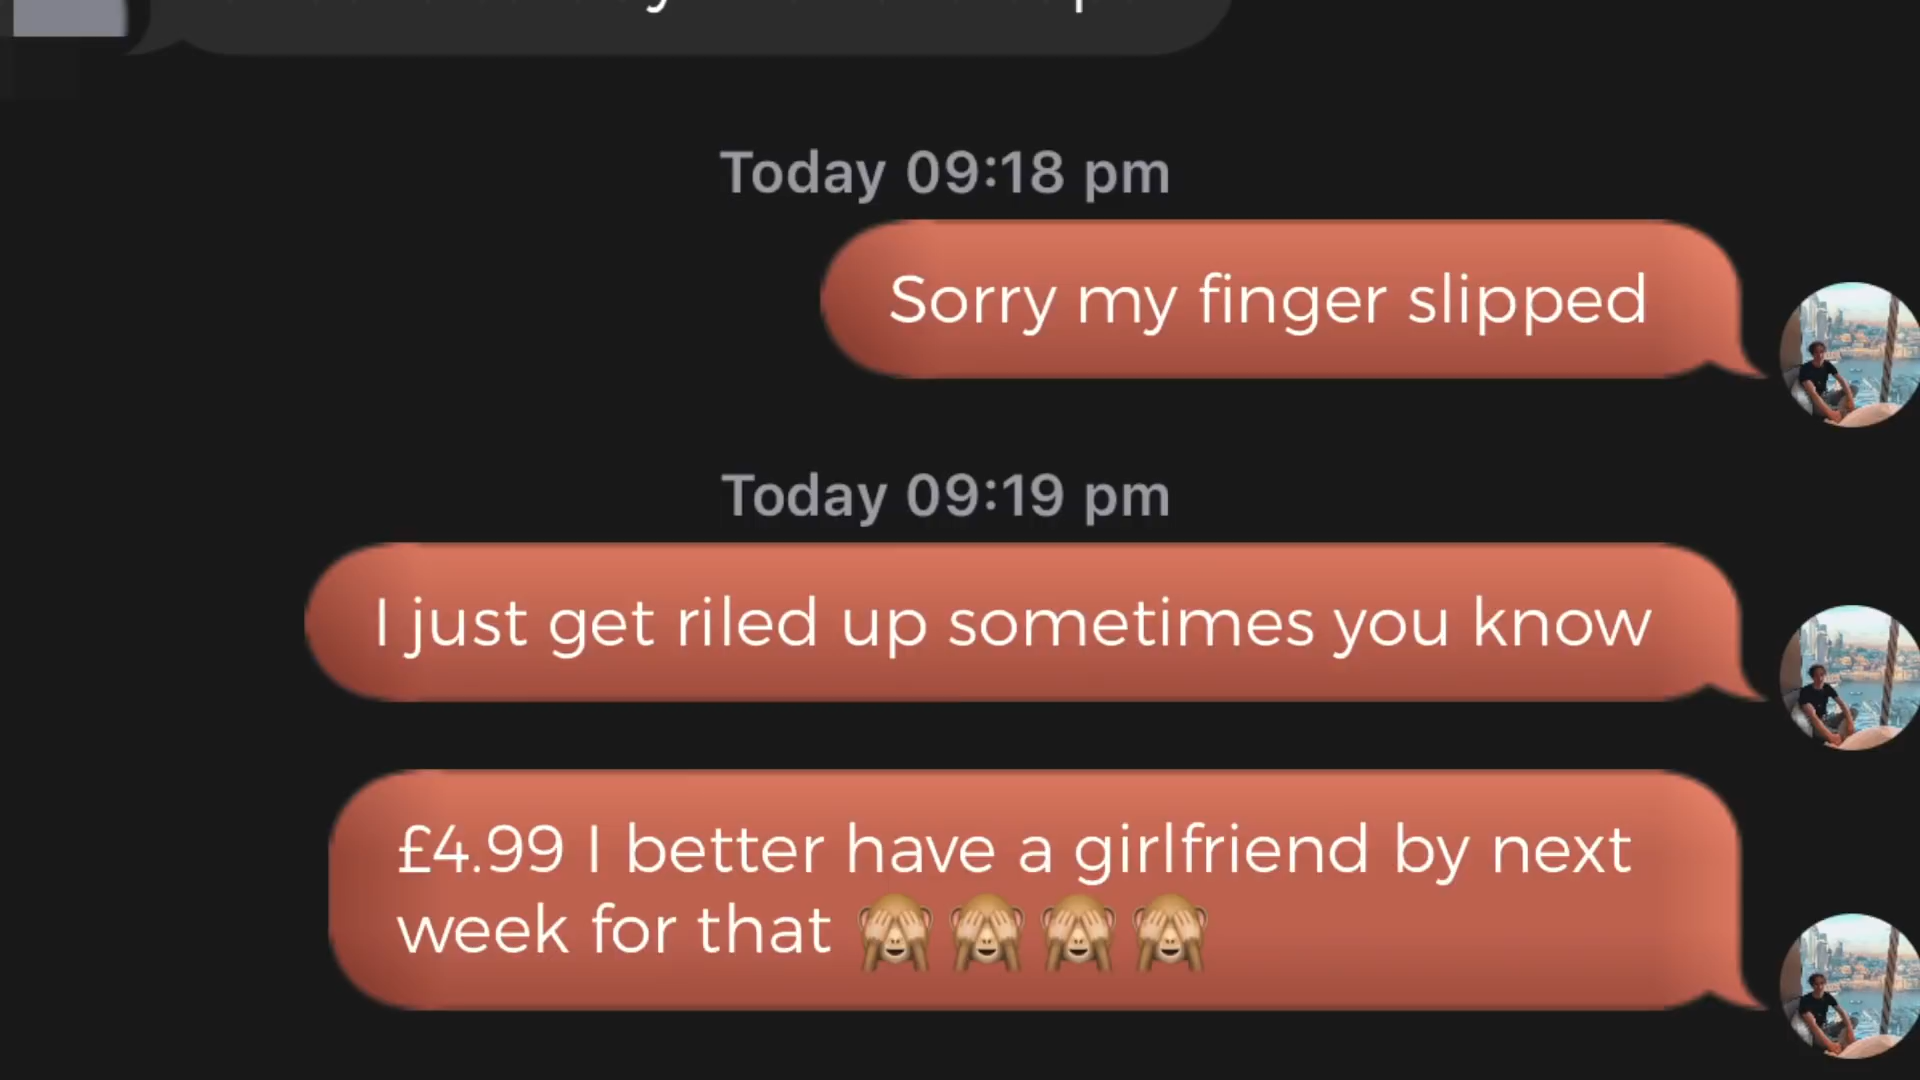 Today 09:18 pm
Sorry my finger slipped
Today 09:19 pm
I just get riled up sometimes you know
£4.99 I better have a girlfriend by next
week for that 🙈🙈🙈🙈